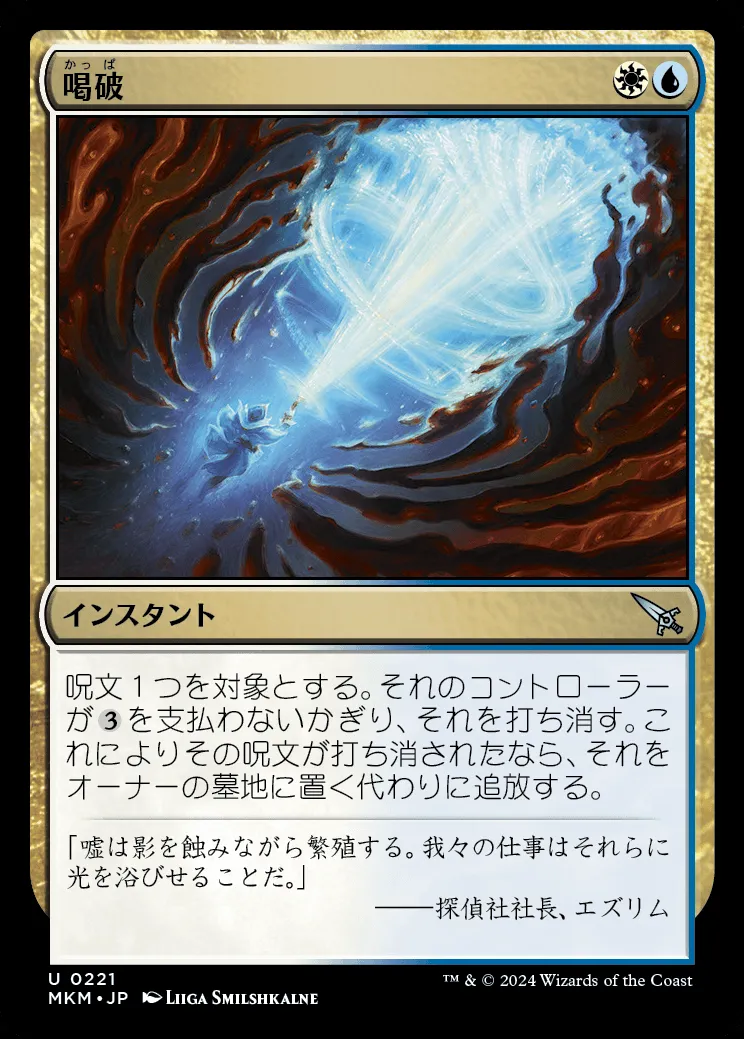 かっぱ
喝破
インスタント
呪文１つを対象とする。それのコントローラー
が3を支払わないかぎり、それを打ち消す。こ
れによりその呪文が打ち消されたなら、それを
オーナーの墓地に置く代わりに追放する。
「嘘は影を蝕みながら繁殖する。我々の仕事はそれらに
光を浴びせることだ。」
──探偵社社長、エズリム
U 0221
MKM•JP LIIGA SMILSHKALNE
™ & © 2024 Wizards of the Coast